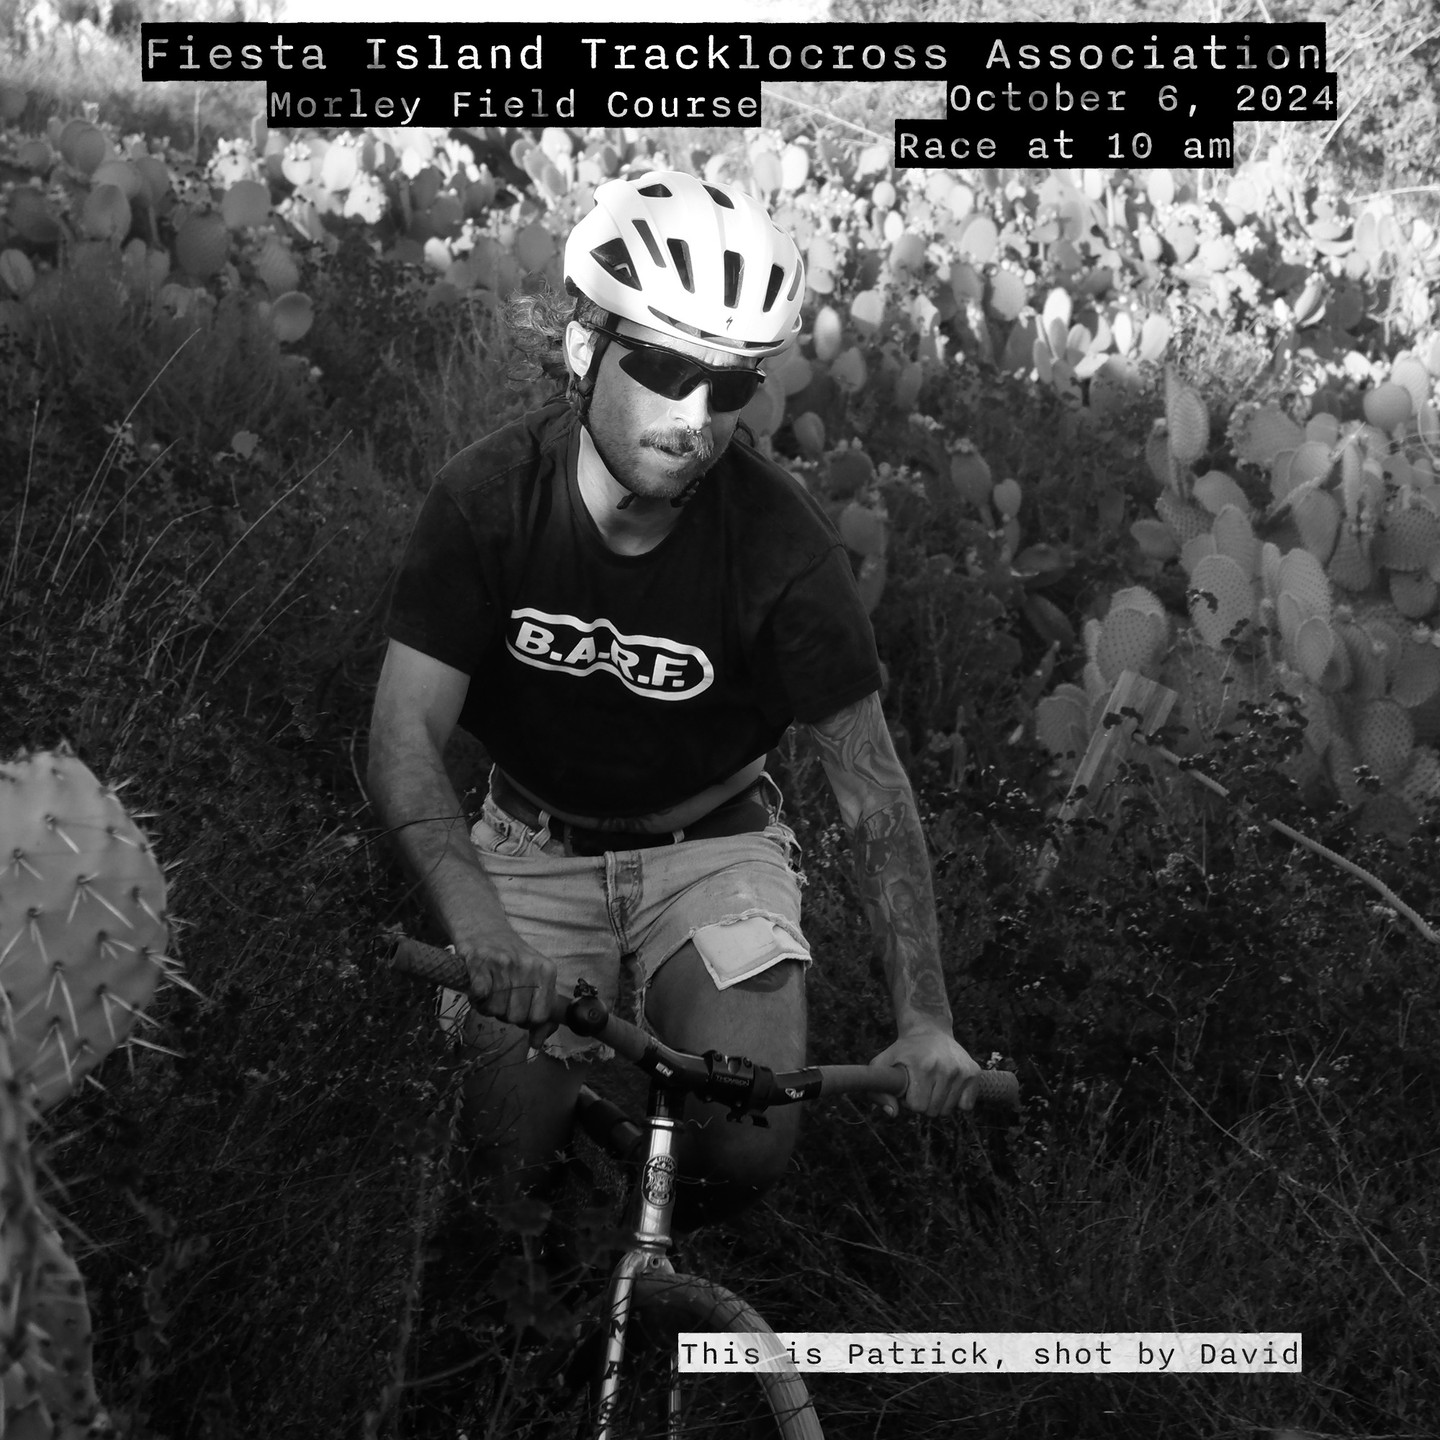 Fiesta Island Tracklocross Association
Morley Field Course
October 6, 2024
Race at 10 am
B.A.R.F.
THOMSON
This is Patrick, shot by David